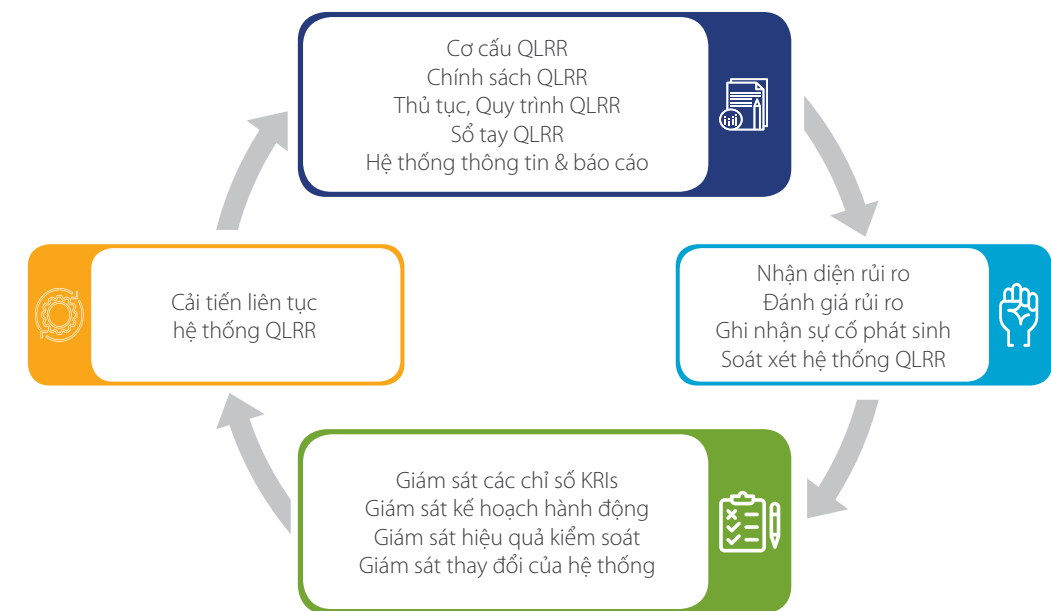 Cơ cấu QLRR
Chính sách QLRR
Thủ tục, Quy trình QLRR
Sổ tay QLRR
Hệ thống thông tin & báo cáo
Nhận diện rủi ro
Đánh giá rủi ro
Ghi nhận sự cố phát sinh
Soát xét hệ thống QLRR
Giám sát các chỉ số KRIs
Giám sát kế hoạch hành động
Giám sát hiệu quả kiểm soát
Giám sát thay đổi của hệ thống
Cải tiến liên tục
hệ thống QLRR